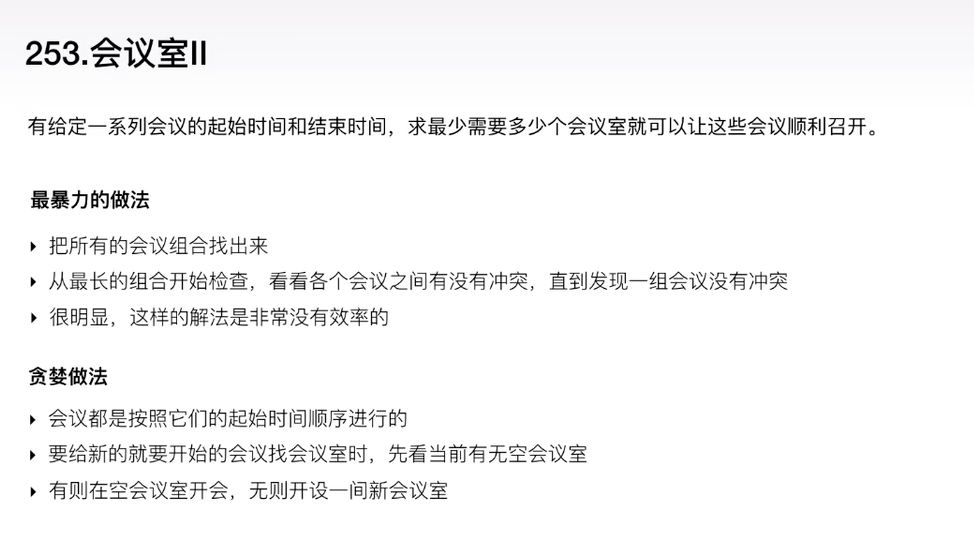 253.会议室II
有给定一系列会议的起始时间和结束时间，求最少需要多少个会议室就可以让这些会议顺利召开。
最暴力的做法
把所有的会议组合找出来
从最长的组合开始检查，看看各个会议之间有没有冲突，直到发现一组会议没有冲突
很明显，这样的解法是非常没有效率的
贪婪做法
会议都是按照它们的起始时间顺序进行的
要给新的就要开始的会议找会议室时，先看当前有无空会议室
有则在空会议室开会，无则开设一间新会议室